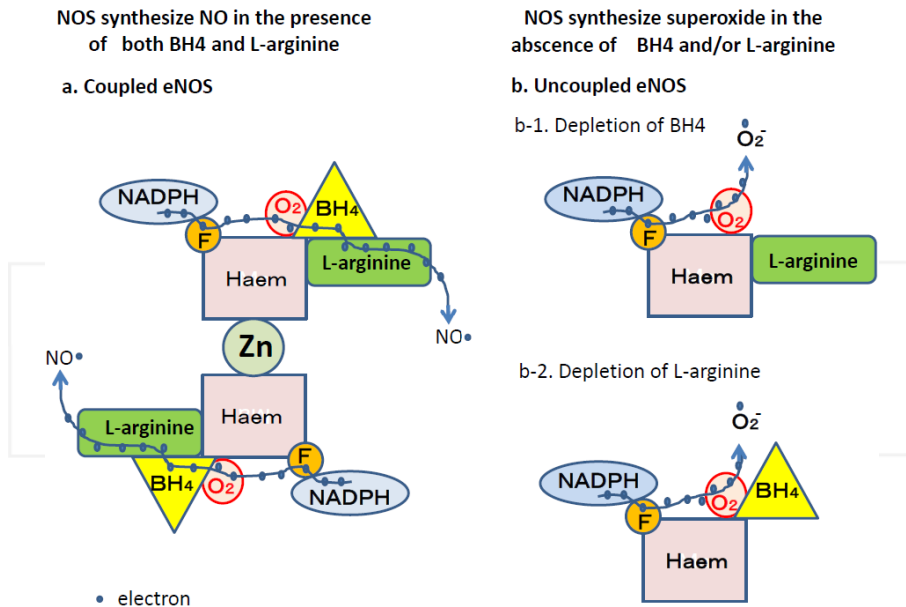 NOS synthesize NO in the presence
of both BH4 and L-arginine
a. Coupled eNOS
NADPH
F
O₂
BH₄
L-arginine
Haem
NO•
Zn
NO•
Haem
L-arginine
BH₄
O₂
F
NADPH
• electron
NOS synthesize superoxide in the
abscence of BH4 and/or L-arginine
b. Uncoupled eNOS
b-1. Depletion of BH4
O₂⁻
NADPH
F
O₂
Haem
L-arginine
b-2. Depletion of L-arginine
O₂⁻
NADPH
F
O₂
BH₄
Haem